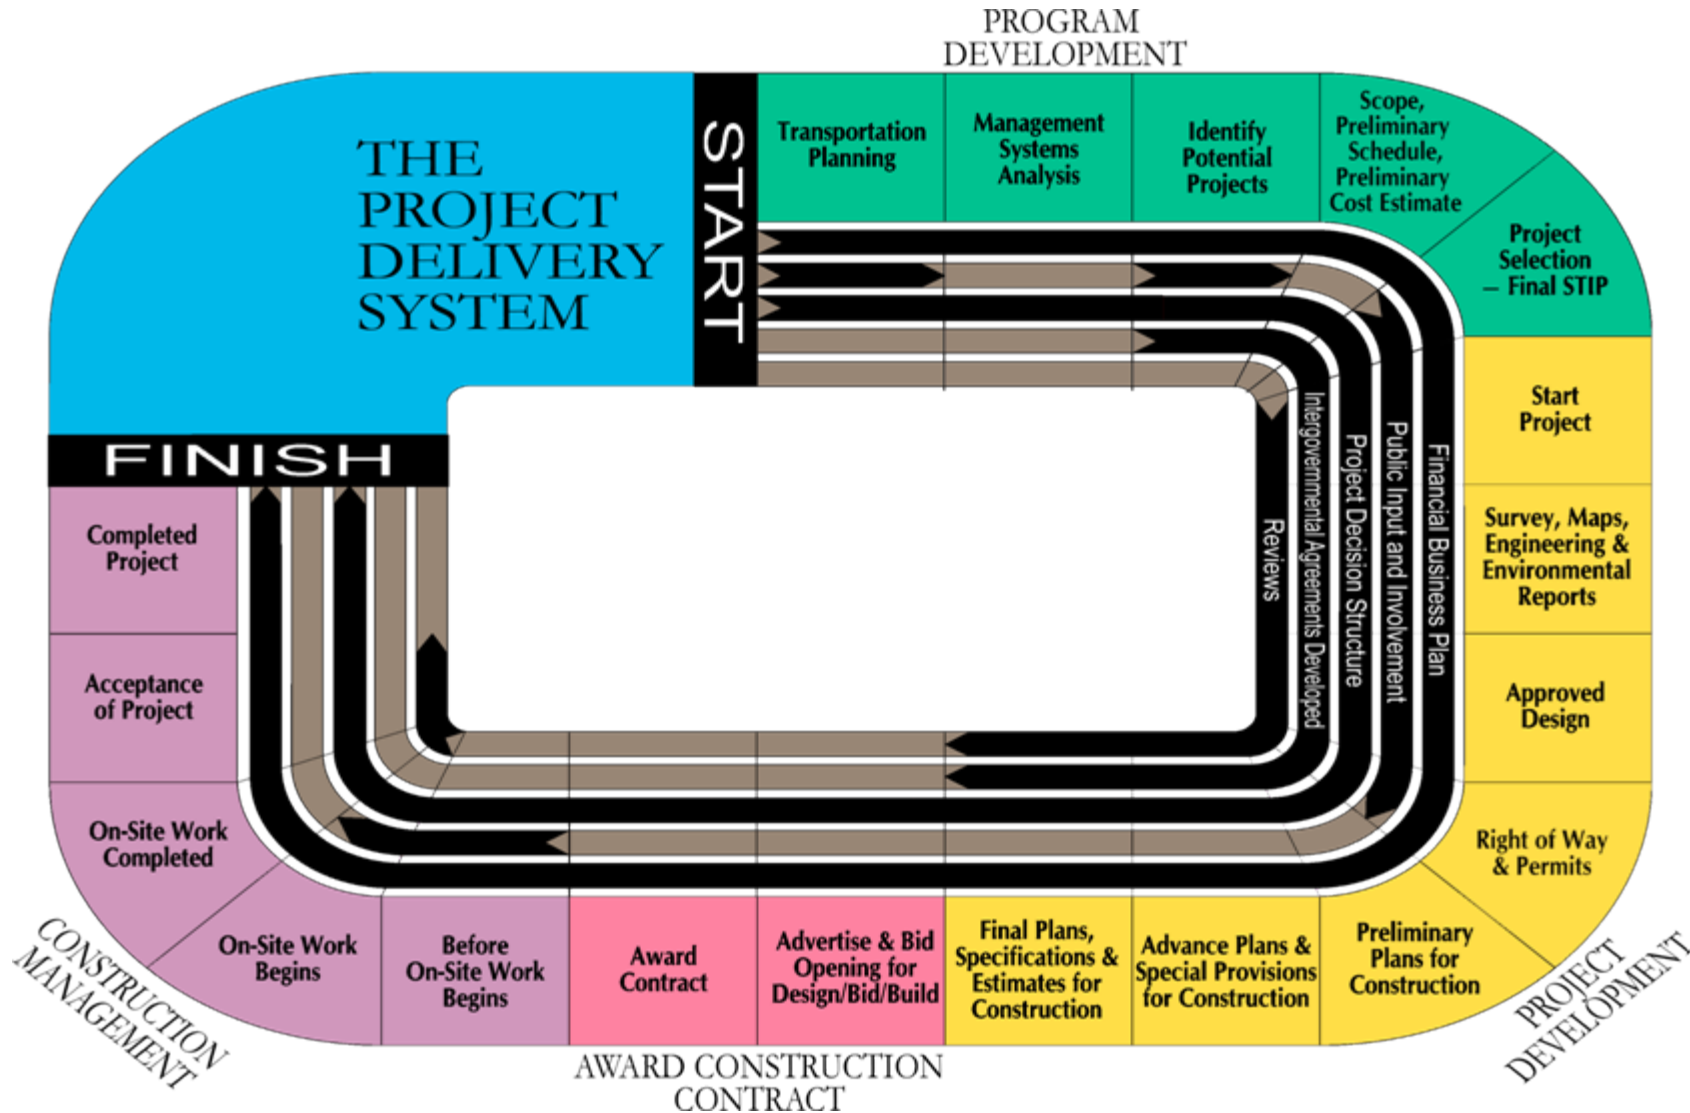 PROGRAM
DEVELOPMENT
THE
PROJECT
DELIVERY
SYSTEM
START
Transportation
Planning
Management
Systems
Analysis
Identify
Potential
Projects
Scope,
Preliminary
Schedule,
Preliminary
Cost Estimate
Project
Selection
– Final STIP
Start
Project
Survey, Maps,
Engineering &
Environmental
Reports
Approved
Design
Right of Way
& Permits
PROJECT
DEVELOPMENT
Preliminary
Plans for
Construction
Advance Plans &
Special Provisions
for Construction
Final Plans,
Specifications &
Estimates for
Construction
Advertise & Bid
Opening for
Design/Bid/Build
Award
Contract
AWARD CONSTRUCTION
CONTRACT
Before
On-Site Work
Begins
On-Site Work
Begins
CONSTRUCTION
MANAGEMENT
On-Site Work
Completed
Acceptance
of Project
Completed
Project
FINISH
Reviews
Intergovernmental Agreements Developed
Project Decision Structure
Public Input and Involvement
Financial Business Plan